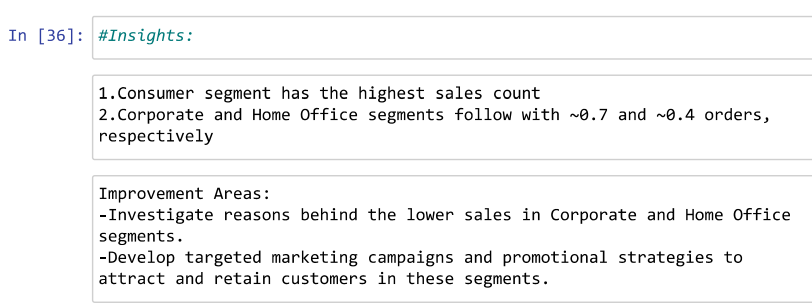 In [36]: #Insights:
1.Consumer segment has the highest sales count
2.Corporate and Home Office segments follow with ~0.7 and ~0.4 orders,
respectively
Improvement Areas:
-Investigate reasons behind the lower sales in Corporate and Home Office
segments.
-Develop targeted marketing campaigns and promotional strategies to
attract and retain customers in these segments.